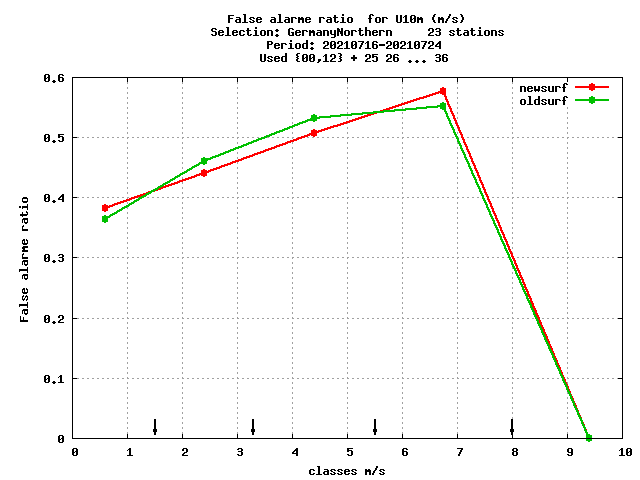 False alarme ratio  for U10m (m/s)
Selection: GermanyNorthern      23 stations
Period: 20210716-20210724
Used {00,12} + 25 26 ... 36
newsurf
oldsurf
0.6
0.5
0.4
0.3
0.2
0.1
0
False alarme ratio
0 1 2 3 4 5 6 7 8 9 10
classes m/s